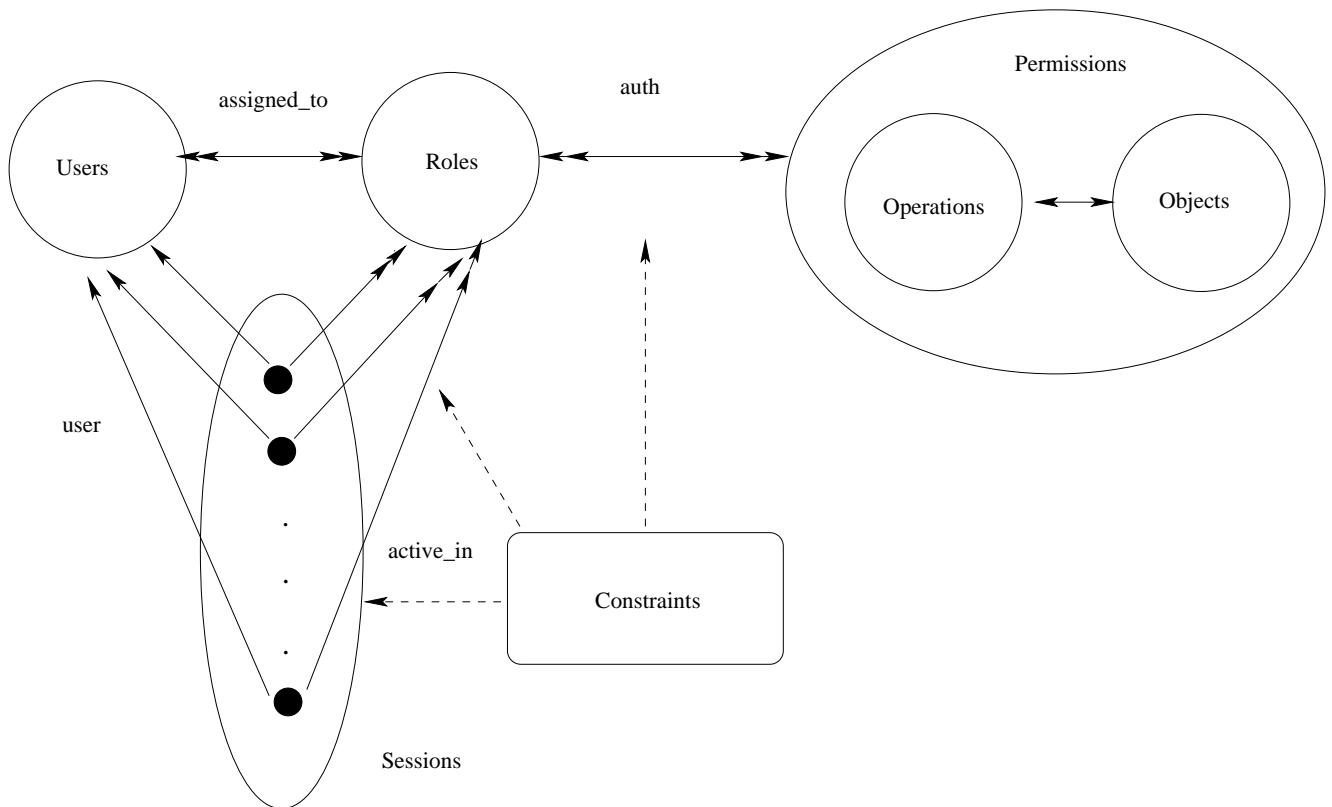 Permissions
auth
assigned_to
Users
Roles
Operations
Objects
user
active_in
Constraints
Sessions